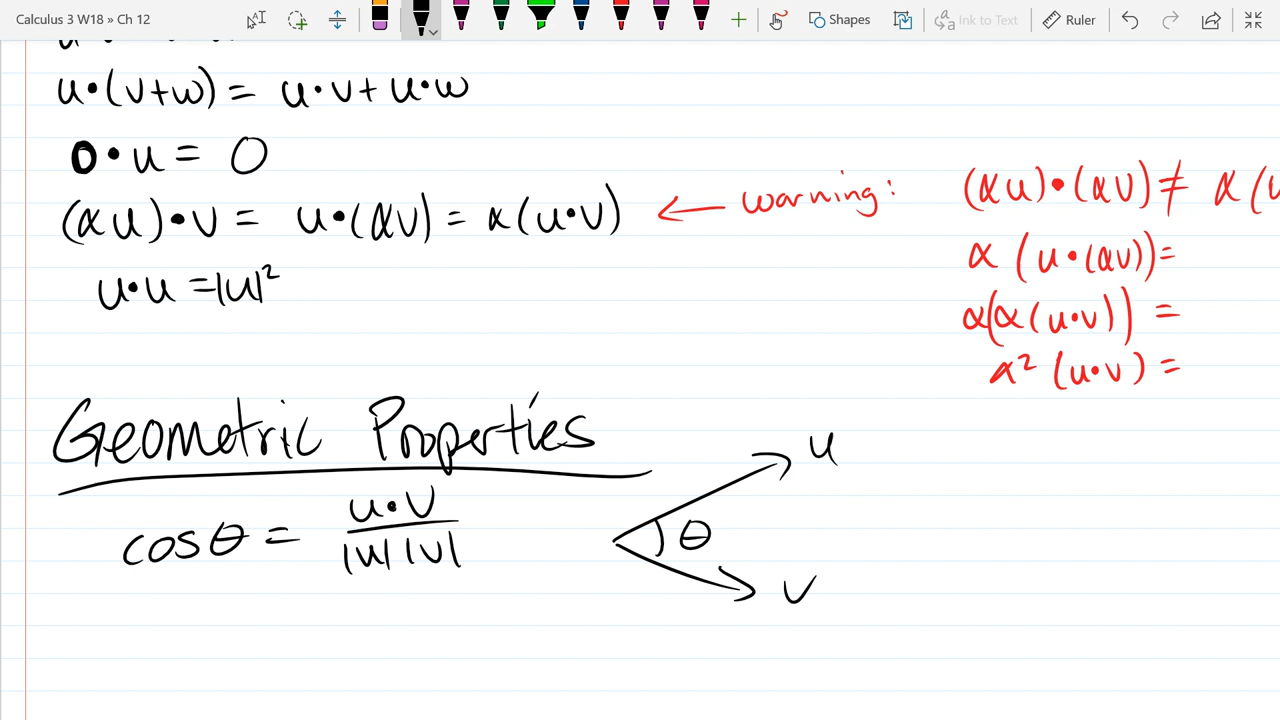 Calculus 3 W18 » Ch 12
Shapes
Ink to Text
Ruler
u•(v+w) = u•v + u•w
0•u = 0
(αu)•v = u•(αv) = α(u•v)
← warning:
u•u = |u|²
(αu)•(αv) ≠ α(u
α(u•(αv)) =
α(α(u•v)) =
α²(u•v) =
Geometric Properties
cosθ = u•v / |u||v|
u
θ
v